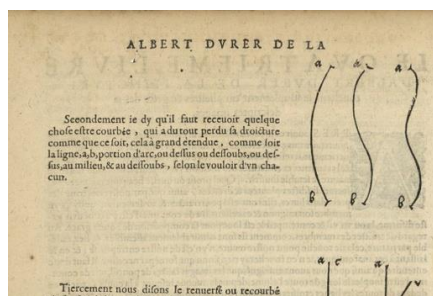 ALBERT DVRER DE LA
a a a
Secondement ie dy qu'il faut receuoir quelque
chose estre courbée , qui a du tout perdu sa droicture
comme que ce soit, cela à grand étendue , comme soit
la ligne, a, b, portion d'arc, ou dessus ou dessoubs, ou des-
sus, au milieu, & au dessoubs , selon le vouloir d'vn cha-
cun.
b b b
a c a
Tiercement nous disons le renuerse ou recourbé